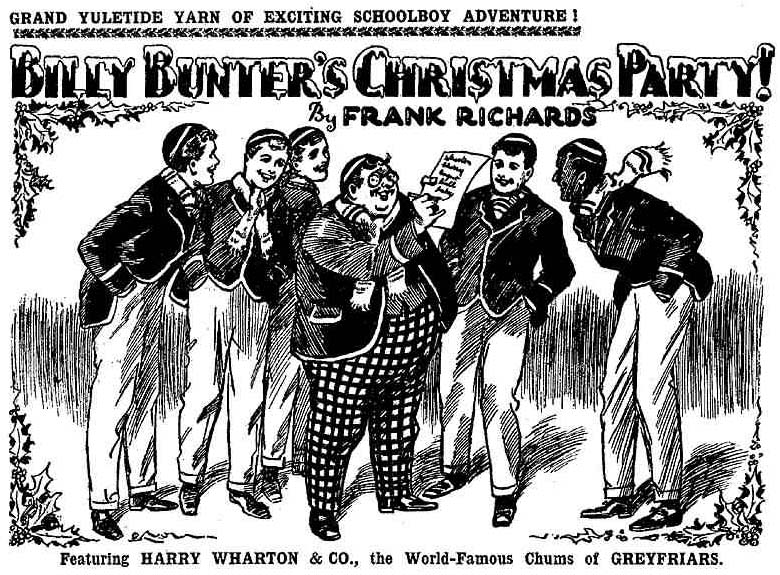 GRAND YULETIDE YARN OF EXCITING SCHOOLBOY ADVENTURE!
BILLY BUNTER'S CHRISTMAS PARTY!
By FRANK RICHARDS
Featuring HARRY WHARTON & CO., the World-Famous Chums of GREYFRIARS.